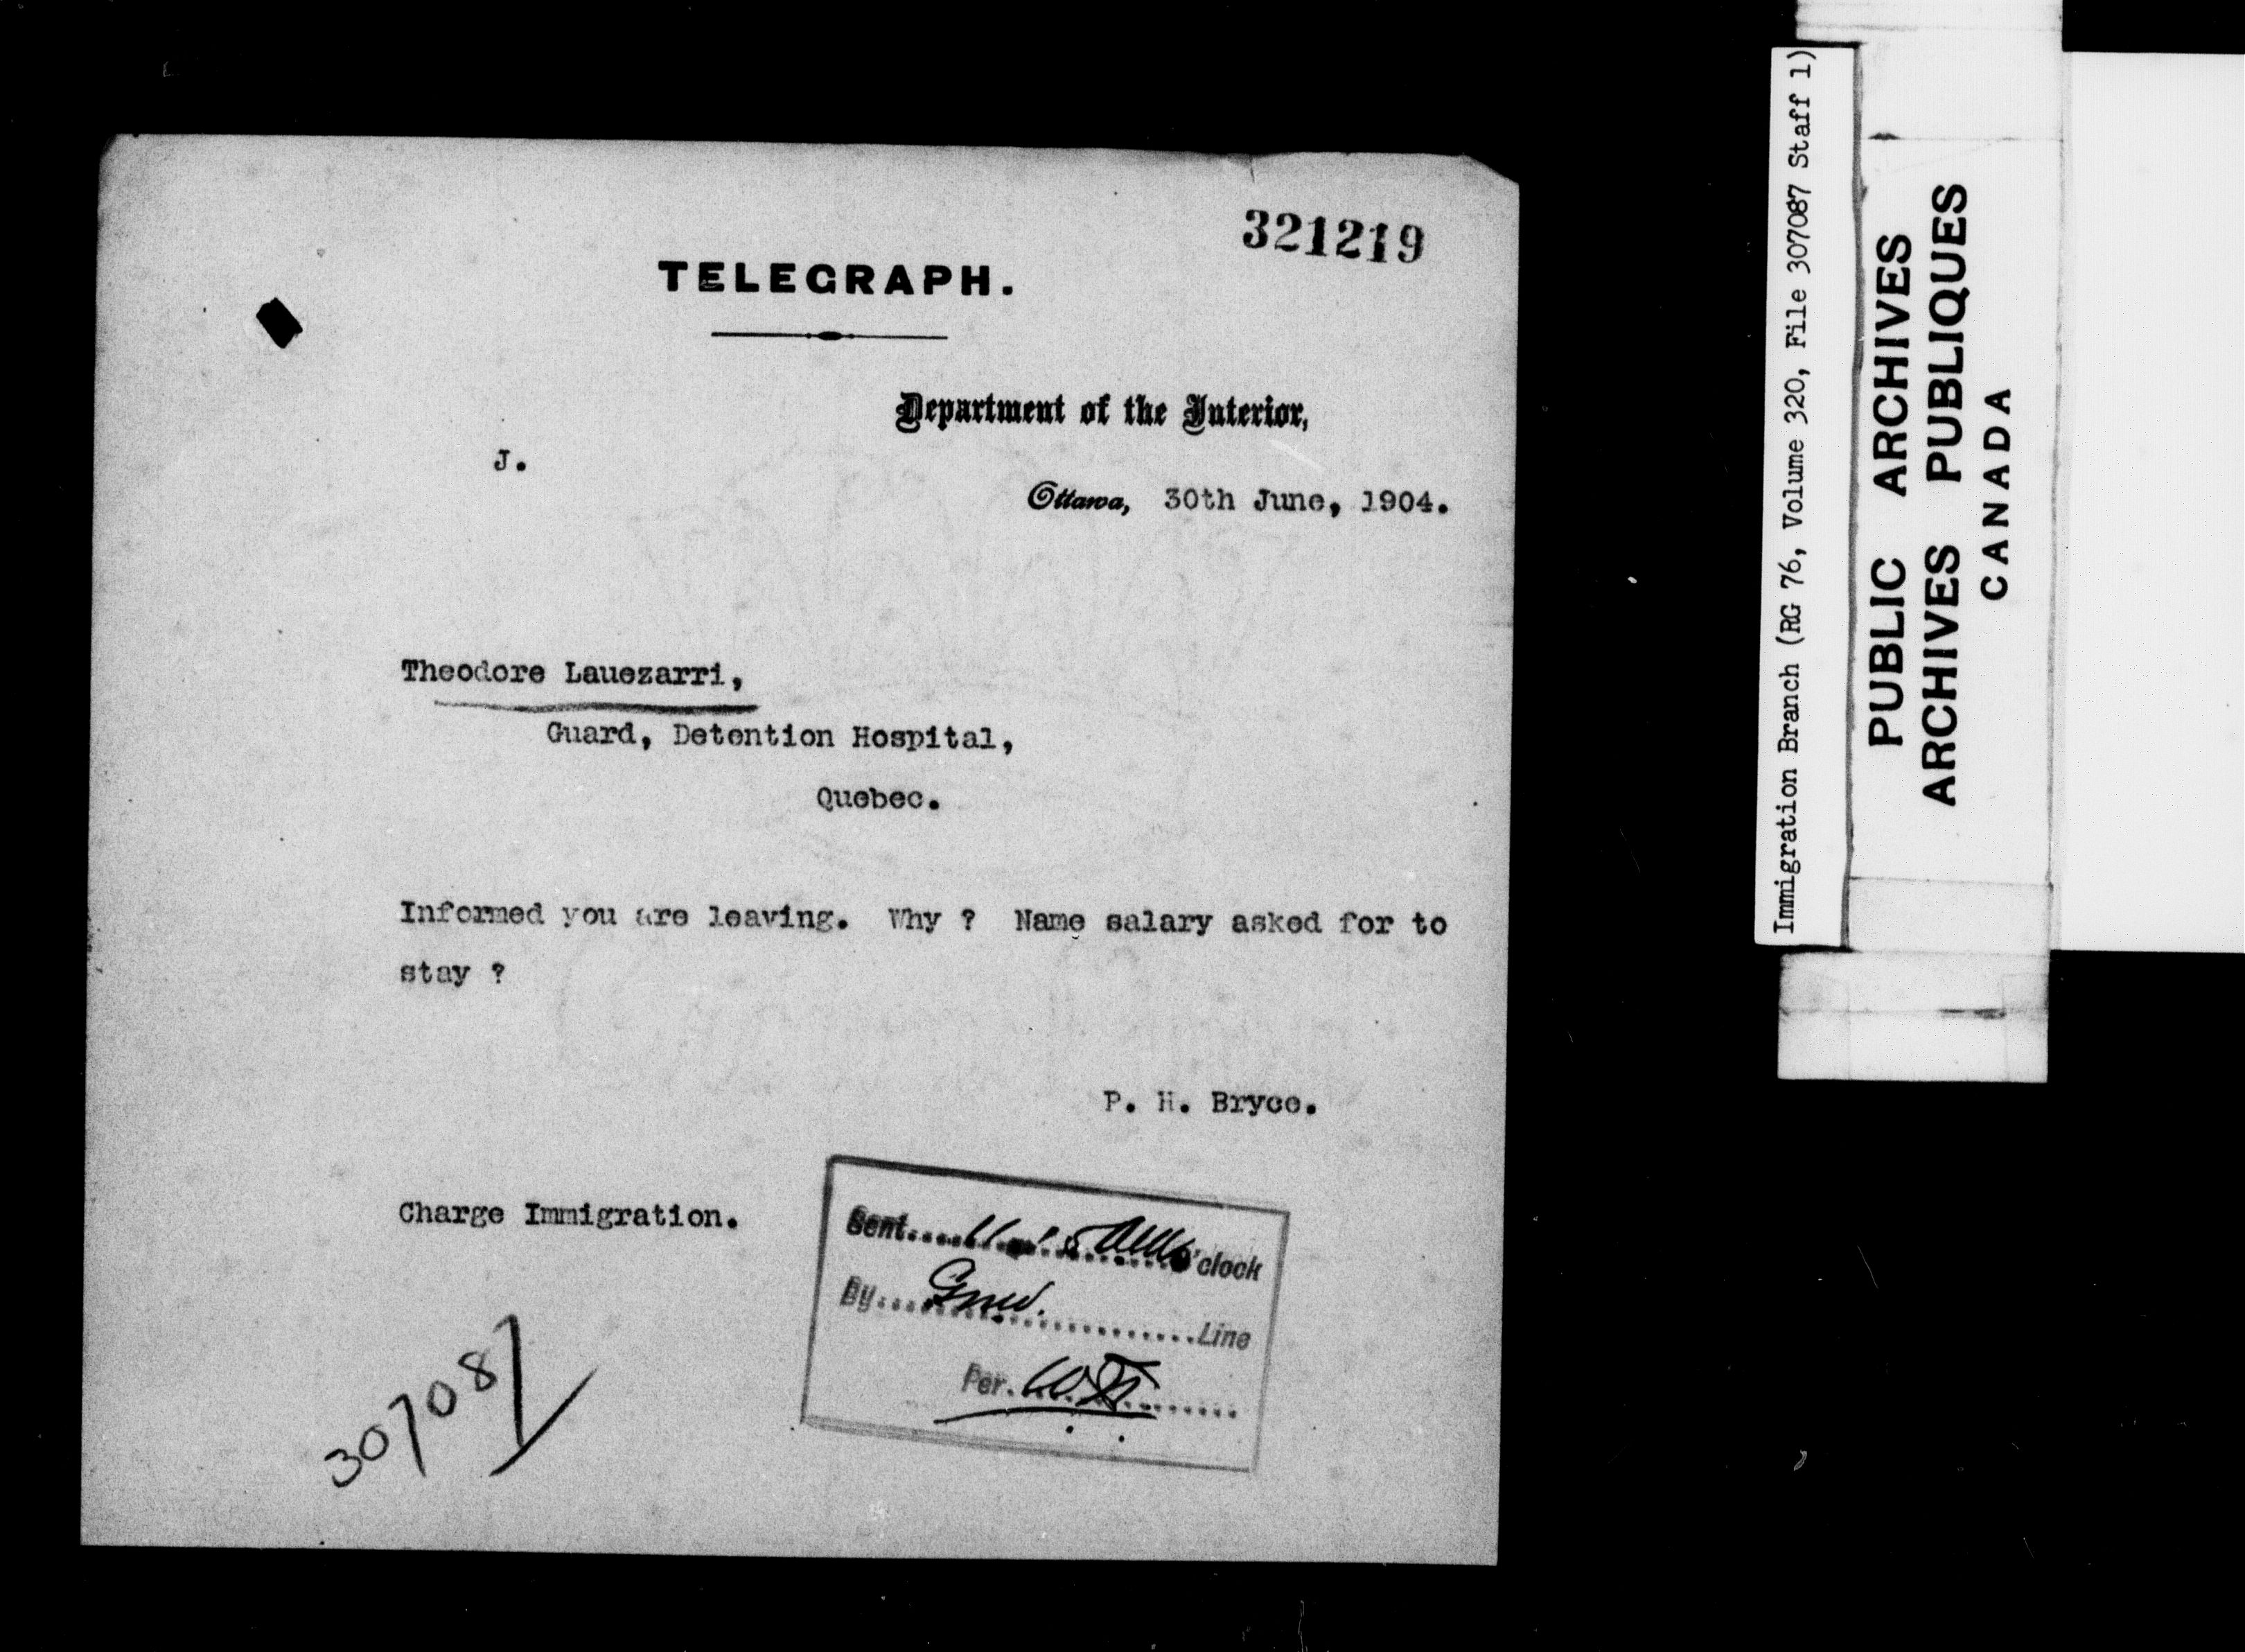 321219
TELEGRAPH.
Department of the Interior,
J.
Ottawa, 30th June, 1904.
Theodore Lauezarri,
Guard, Detention Hospital,
Quebec.
Informed you are leaving. Why ? Name salary asked for to
stay ?
P. H. Bryce.
Charge Immigration.
Sent o'clock
By Line
Per.
307087
Immigration Branch (RG 76, Volume 320, File 307087 Staff 1)
PUBLIC ARCHIVES
ARCHIVES PUBLIQUES
CANADA